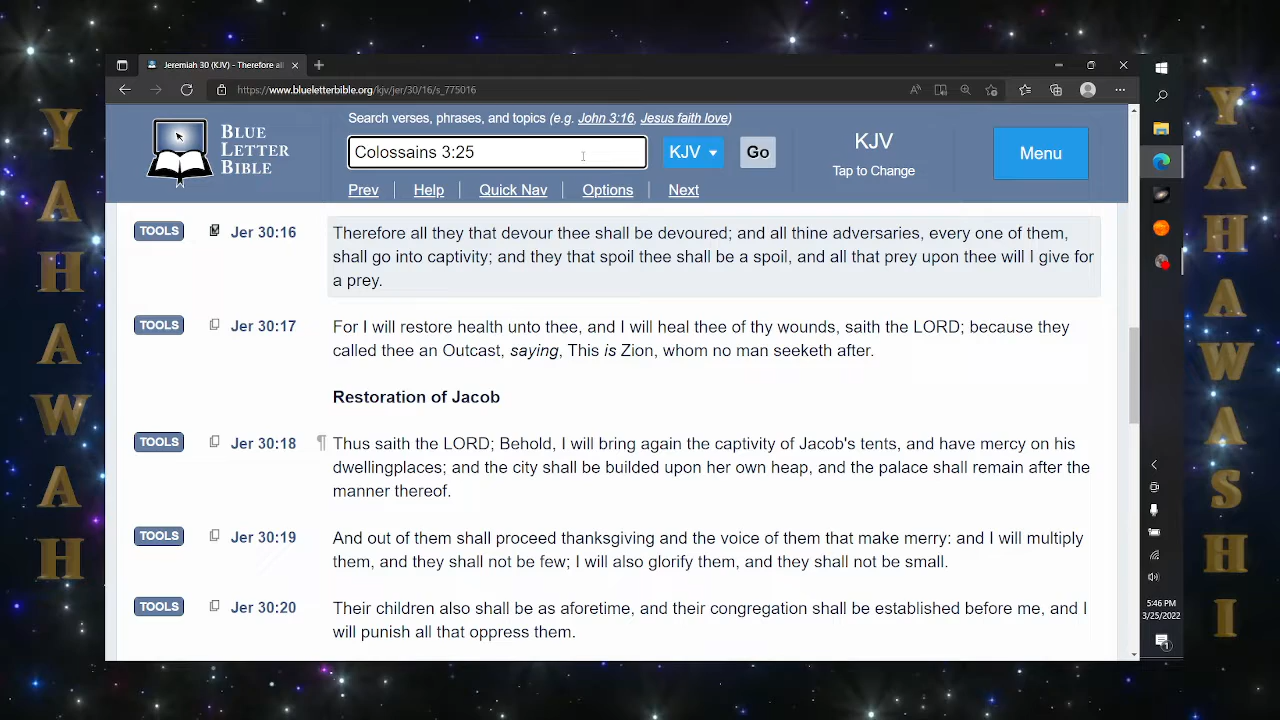 Jeremiah 30 (KJV) - Therefore all
https://www.blueletterbible.org/kjv/jer/30/16/s_775016
BLUE
LETTER
BIBLE
Search verses, phrases, and topics (e.g. John 3:16, Jesus faith love)
Colossains 3:25
KJV
Go
Prev
Help
Quick Nav
Options
Next
KJV
Tap to Change
Menu
TOOLS Jer 30:16 Therefore all they that devour thee shall be devoured; and all thine adversaries, every one of them,
shall go into captivity; and they that spoil thee shall be a spoil, and all that prey upon thee will I give for
a prey.
TOOLS Jer 30:17 For I will restore health unto thee, and I will heal thee of thy wounds, saith the LORD; because they
called thee an Outcast, saying, This is Zion, whom no man seeketh after.
Restoration of Jacob
TOOLS Jer 30:18 ¶ Thus saith the LORD; Behold, I will bring again the captivity of Jacob's tents, and have mercy on his
dwellingplaces; and the city shall be builded upon her own heap, and the palace shall remain after the
manner thereof.
TOOLS Jer 30:19 And out of them shall proceed thanksgiving and the voice of them that make merry: and I will multiply
them, and they shall not be few; I will also glorify them, and they shall not be small.
TOOLS Jer 30:20 Their children also shall be as aforetime, and their congregation shall be established before me, and I
will punish all that oppress them.
5:46 PM
3/25/2022
YAHAWAH
YAHAWASHI